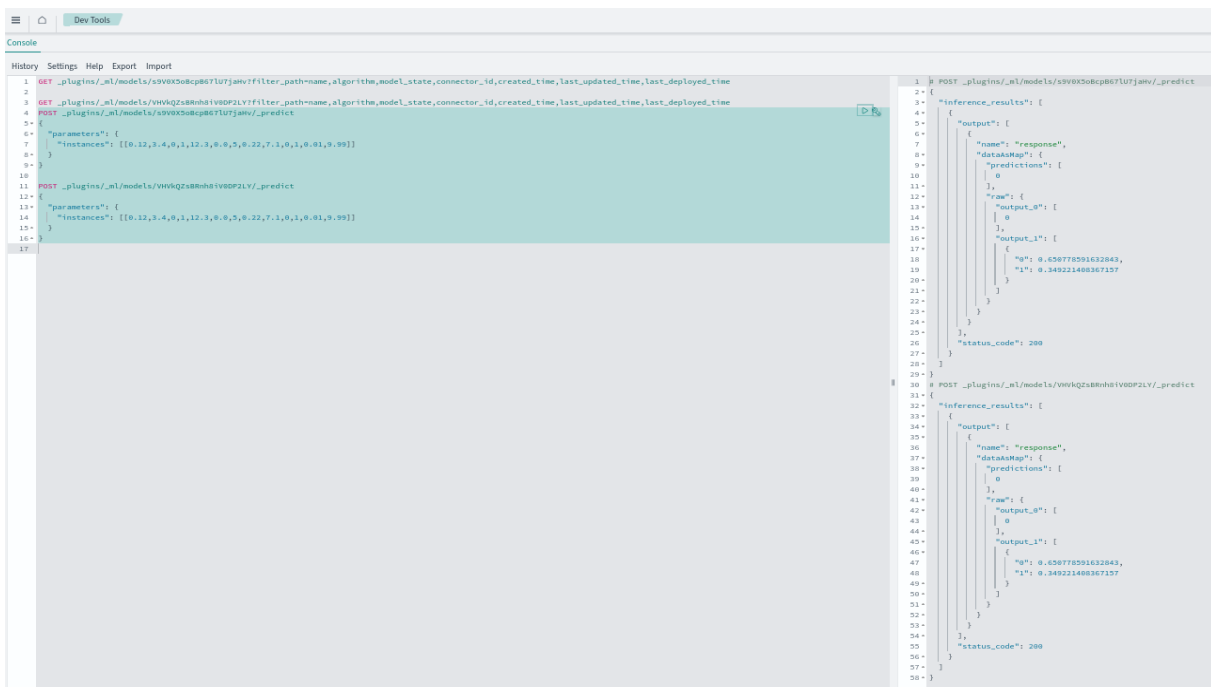 Dev Tools
Console
History Settings Help Export Import
1 GET _plugins/_ml/models/s9V0X5oBcpB67lU7jaHv?filter_path=name,algorithm,model_state,connector_id,created_time,last_updated_time,last_deployed_time
2
3 GET _plugins/_ml/models/VHVkQZsBRnh8iV0DP2LY?filter_path=name,algorithm,model_state,connector_id,created_time,last_updated_time,last_deployed_time
4 POST _plugins/_ml/models/s9V0X5oBcpB67lU7jaHv/_predict
5 {
6 "parameters": {
7 "instances": [[0.12,3.4,0,1,12.3,0.0,5,0.22,7.1,0,1,0.01,9.99]]
8 }
9 }
10
11 POST _plugins/_ml/models/VHVkQZsBRnh8iV0DP2LY/_predict
12 {
13 "parameters": {
14 "instances": [[0.12,3.4,0,1,12.3,0.0,5,0.22,7.1,0,1,0.01,9.99]]
15 }
16 }
17
1 # POST _plugins/_ml/models/s9V0X5oBcpB67lU7jaHv/_predict
2 {
3 "inference_results": [
4 {
5 "output": [
6 {
7 "name": "response",
8 "dataAsMap": {
9 "predictions": [
10 0
11 ],
12 "raw": {
13 "output_0": [
14 0
15 ],
16 "output_1": [
17 {
18 "0": 0.650778591632843,
19 "1": 0.349221408367157
20 }
21 ]
22 }
23 }
24 }
25 ],
26 "status_code": 200
27 }
28 ]
29 }
30 # POST _plugins/_ml/models/VHVkQZsBRnh8iV0DP2LY/_predict
31 {
32 "inference_results": [
33 {
34 "output": [
35 {
36 "name": "response",
37 "dataAsMap": {
38 "predictions": [
39 0
40 ],
41 "raw": {
42 "output_0": [
43 0
44 ],
45 "output_1": [
46 {
47 "0": 0.650778591632843,
48 "1": 0.349221408367157
49 }
50 ]
51 }
52 }
53 }
54 ],
55 "status_code": 200
56 }
57 ]
58 }